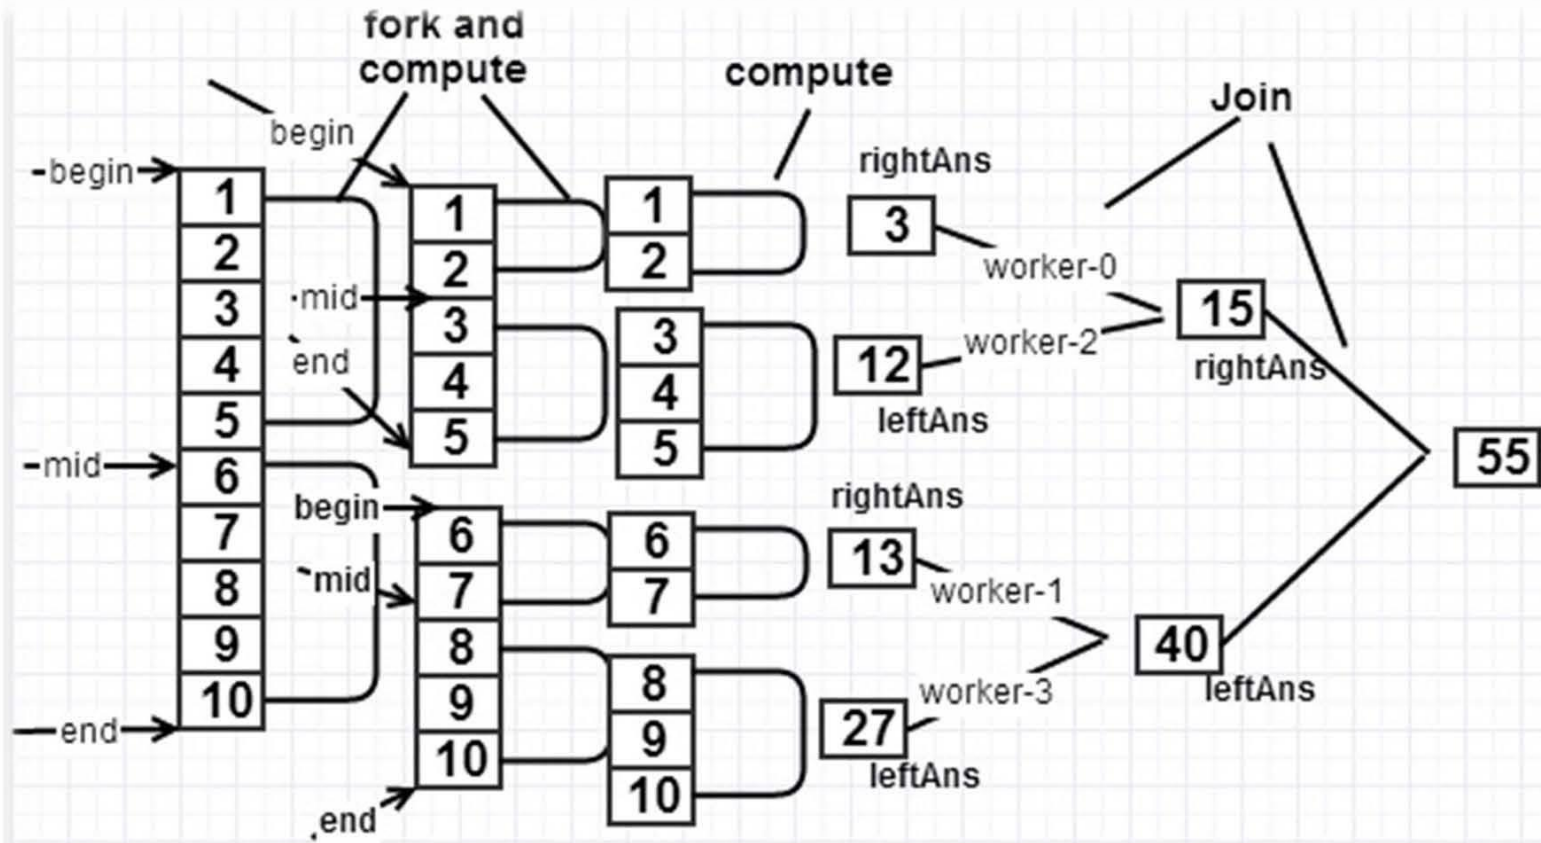 fork and
compute
compute
Join
begin
-begin
1
2
3
4
5
6
7
8
9
10
mid
end
-mid
end
1
2
3
4
5
begin
mid
end
6
7
8
9
10
1
2
3
4
5
6
7
8
9
10
rightAns
3
worker-0
12
worker-2
leftAns
rightAns
13
worker-1
27
worker-3
leftAns
15
rightAns
40
leftAns
55